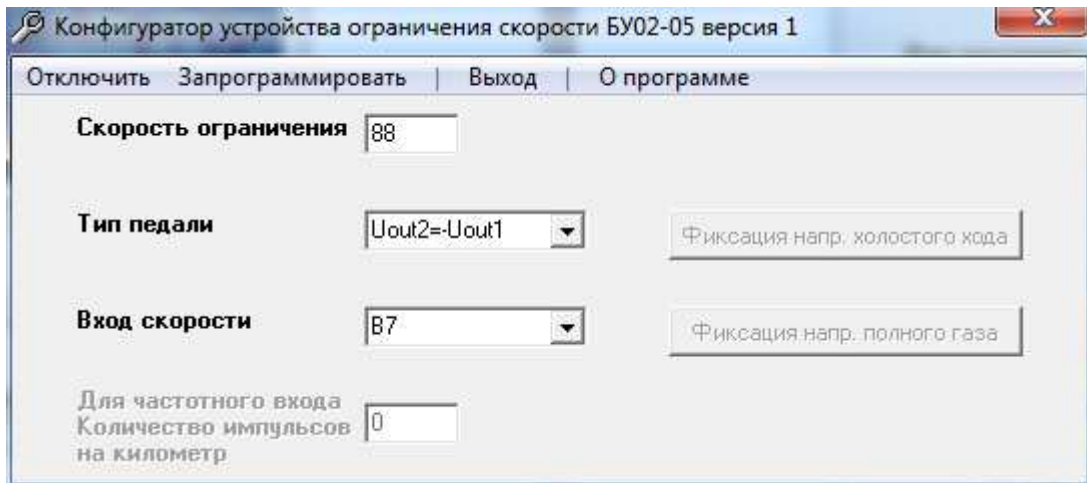 Конфигуратор устройства ограничения скорости БУ02-05 версия 1
Отключить Запрограммировать | Выход | О программе
Скорость ограничения 88
Тип педали Uout2=-Uout1 Фиксация напр. холостого хода
Вход скорости B7 Фиксация напр. полного газа
Для частотного входа
Количество импульсов 0
на километр